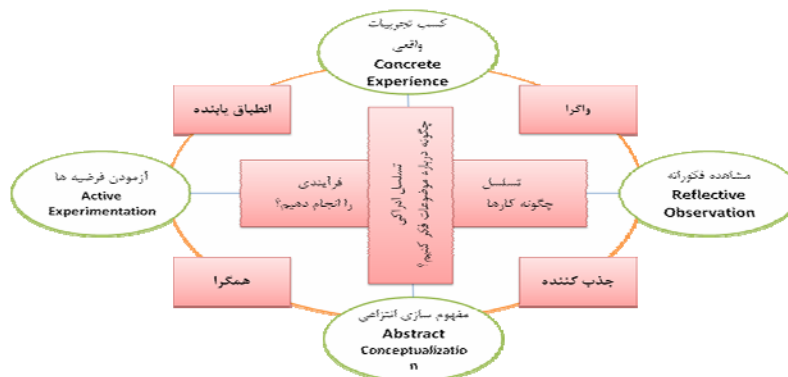 کسب تجربیات
واقعی
Concrete
Experience
انطباق یابنده
واگرا
آزمودن فرضیه ها
Active
Experimentation
فرآیندی
را انجام دهیم؟
تسلسل ادراکی
چگونه درباره موضوعات فکر کنیم؟
تسلسل
چگونه کارها
مشاهده فکورانه
Reflective
Observation
همگرا
جذب کننده
مفهوم سازی انتزاعی
Abstract
Conceptualizatio
n